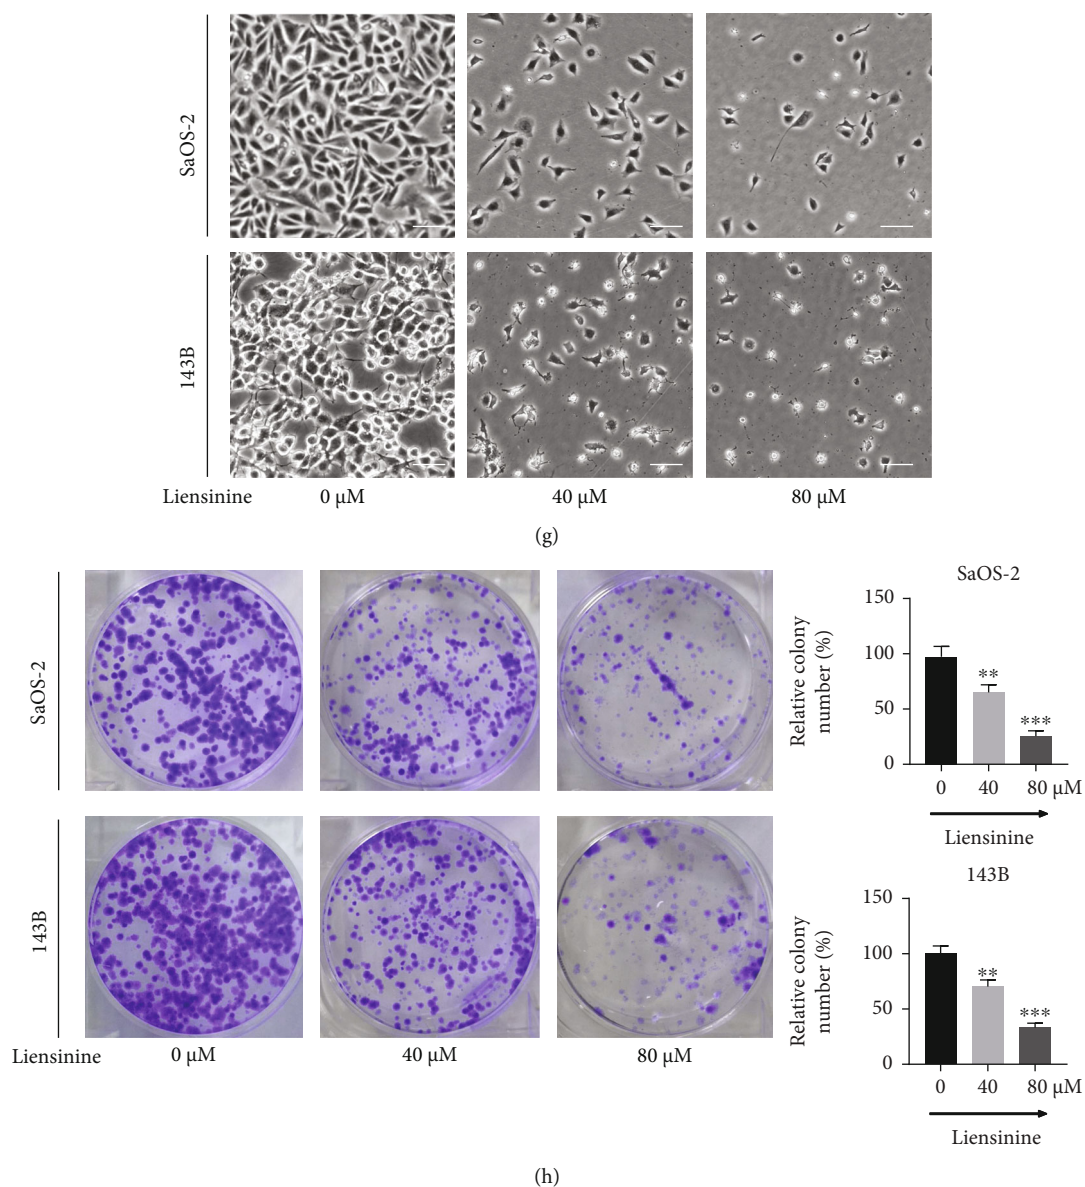 SaOS-2
143B
Liensinine 0 μM 40 μM 80 μM
(g)
SaOS-2
143B
Liensinine 0 μM 40 μM 80 μM
SaOS-2
Relative colony
number (%)
150
100
50
0
**
***
0 40 80 μM
Liensinine
143B
Relative colony
number (%)
150
100
50
0
**
***
0 40 80 μM
Liensinine
(h)